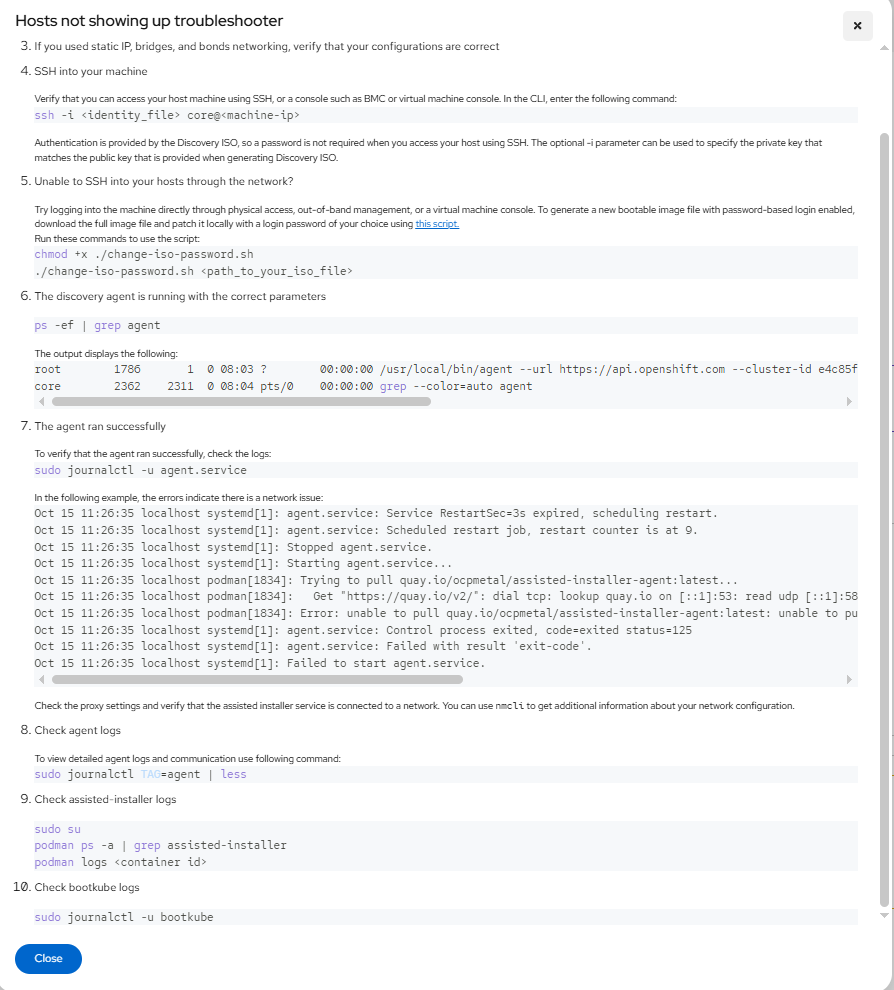 Hosts not showing up troubleshooter
×
3. If you used static IP, bridges, and bonds networking, verify that your configurations are correct
4. SSH into your machine
Verify that you can access your host machine using SSH, or a console such as BMC or virtual machine console. In the CLI, enter the following command:
ssh -i <identity_file> core@<machine-ip>
Authentication is provided by the Discovery ISO, so a password is not required when you access your host using SSH. The optional -i parameter can be used to specify the private key that
matches the public key that is provided when generating Discovery ISO.
5. Unable to SSH into your hosts through the network?
Try logging into the machine directly through physical access, out-of-band management, or a virtual machine console. To generate a new bootable image file with password-based login enabled,
download the full image file and patch it locally with a login password of your choice using this script.
Run these commands to use the script:
chmod +x ./change-iso-password.sh
./change-iso-password.sh <path_to_your_iso_file>
6. The discovery agent is running with the correct parameters
ps -ef | grep agent
The output displays the following:
root        1786       1  0 08:03 ?        00:00:00 /usr/local/bin/agent --url https://api.openshift.com --cluster-id e4c85f
core        2362    2311  0 08:04 pts/0    00:00:00 grep --color=auto agent
7. The agent ran successfully
To verify that the agent ran successfully, check the logs:
sudo journalctl -u agent.service
In the following example, the errors indicate there is a network issue:
Oct 15 11:26:35 localhost systemd[1]: agent.service: Service RestartSec=3s expired, scheduling restart.
Oct 15 11:26:35 localhost systemd[1]: agent.service: Scheduled restart job, restart counter is at 9.
Oct 15 11:26:35 localhost systemd[1]: Stopped agent.service.
Oct 15 11:26:35 localhost systemd[1]: Starting agent.service...
Oct 15 11:26:35 localhost podman[1834]: Trying to pull quay.io/ocpmetal/assisted-installer-agent:latest...
Oct 15 11:26:35 localhost podman[1834]:   Get "https://quay.io/v2/": dial tcp: lookup quay.io on [::1]:53: read udp [::1]:58
Oct 15 11:26:35 localhost podman[1834]: Error: unable to pull quay.io/ocpmetal/assisted-installer-agent:latest: unable to pu
Oct 15 11:26:35 localhost systemd[1]: agent.service: Control process exited, code=exited status=125
Oct 15 11:26:35 localhost systemd[1]: agent.service: Failed with result 'exit-code'.
Oct 15 11:26:35 localhost systemd[1]: Failed to start agent.service.
Check the proxy settings and verify that the assisted installer service is connected to a network. You can use nmcli to get additional information about your network configuration.
8. Check agent logs
To view detailed agent logs and communication use following command:
sudo journalctl TAG=agent | less
9. Check assisted-installer logs
sudo su
podman ps -a | grep assisted-installer
podman logs <container id>
10. Check bootkube logs
sudo journalctl -u bootkube
Close